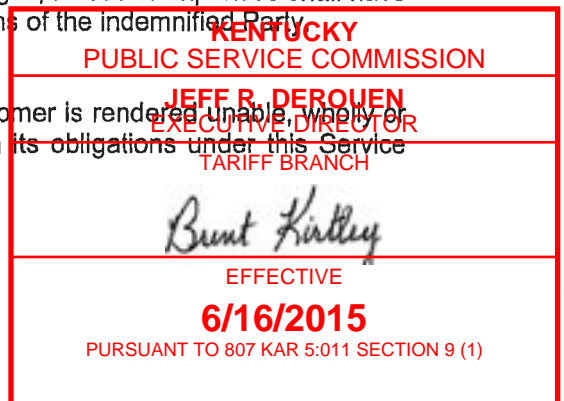 s of the indemnified Party.
KENTUCKY
PUBLIC SERVICE COMMISSION
JEFF R. DEROUEN
omer is rendered unable, wholly or
EXECUTIVE DIRECTOR
its obligations under this Service
TARIFF BRANCH
Bunt Kirtley
EFFECTIVE
6/16/2015
PURSUANT TO 807 KAR 5:011 SECTION 9 (1)